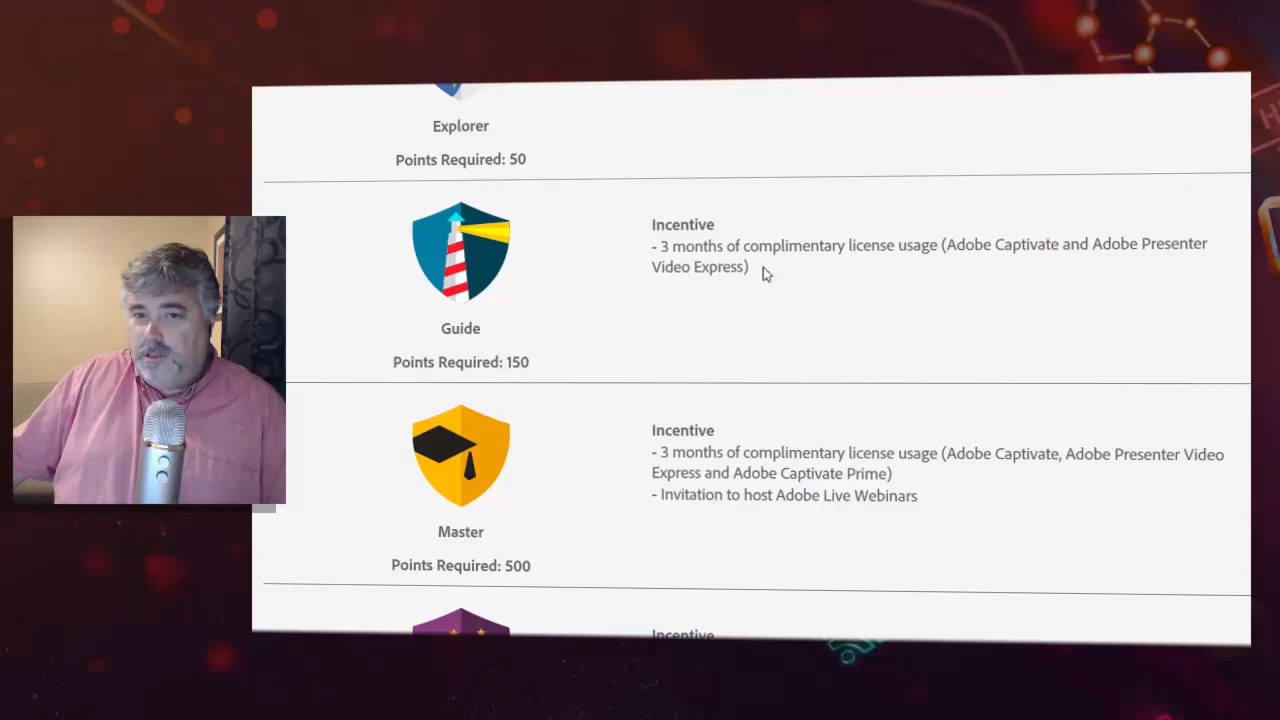 Explorer
Points Required: 50
Incentive
- 3 months of complimentary license usage (Adobe Captivate and Adobe Presenter
Video Express)
Guide
Points Required: 150
Incentive
- 3 months of complimentary license usage (Adobe Captivate, Adobe Presenter Video
Express and Adobe Captivate Prime)
- Invitation to host Adobe Live Webinars
Master
Points Required: 500
Incentive
H